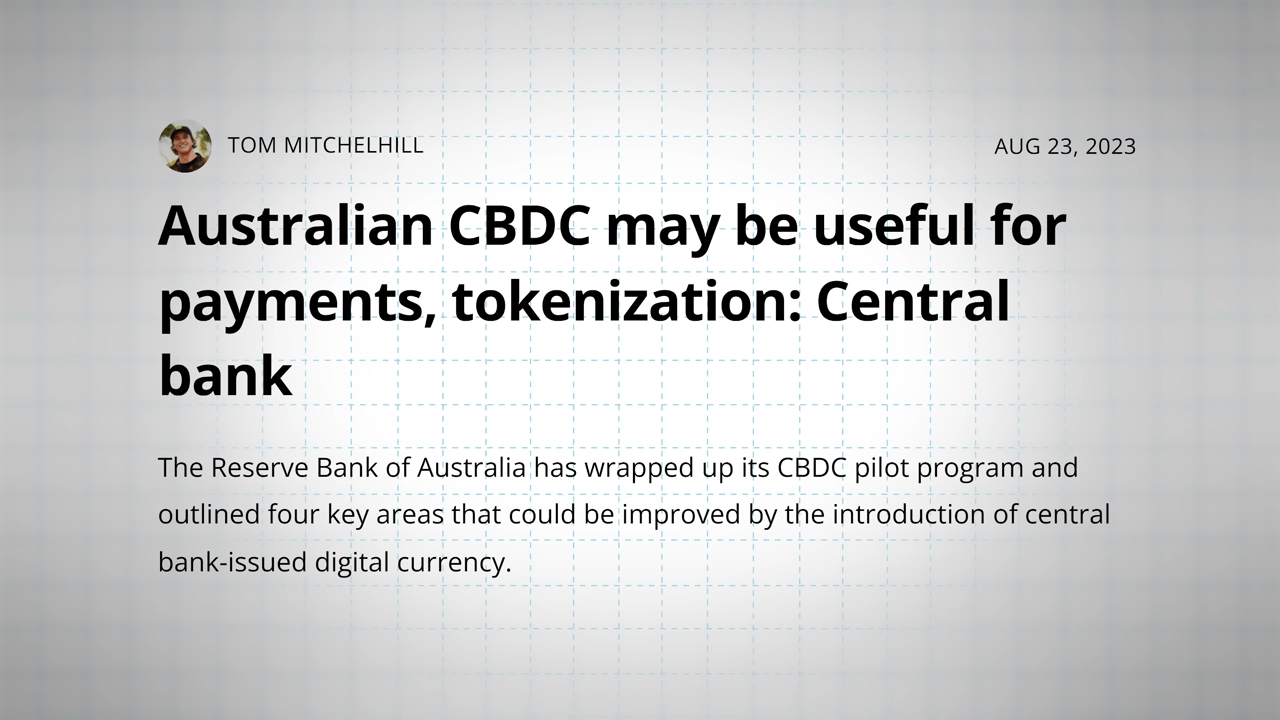 TOM MITCHELHILL
AUG 23, 2023
Australian CBDC may be useful for
payments, tokenization: Central
bank
The Reserve Bank of Australia has wrapped up its CBDC pilot program and
outlined four key areas that could be improved by the introduction of central
bank-issued digital currency.